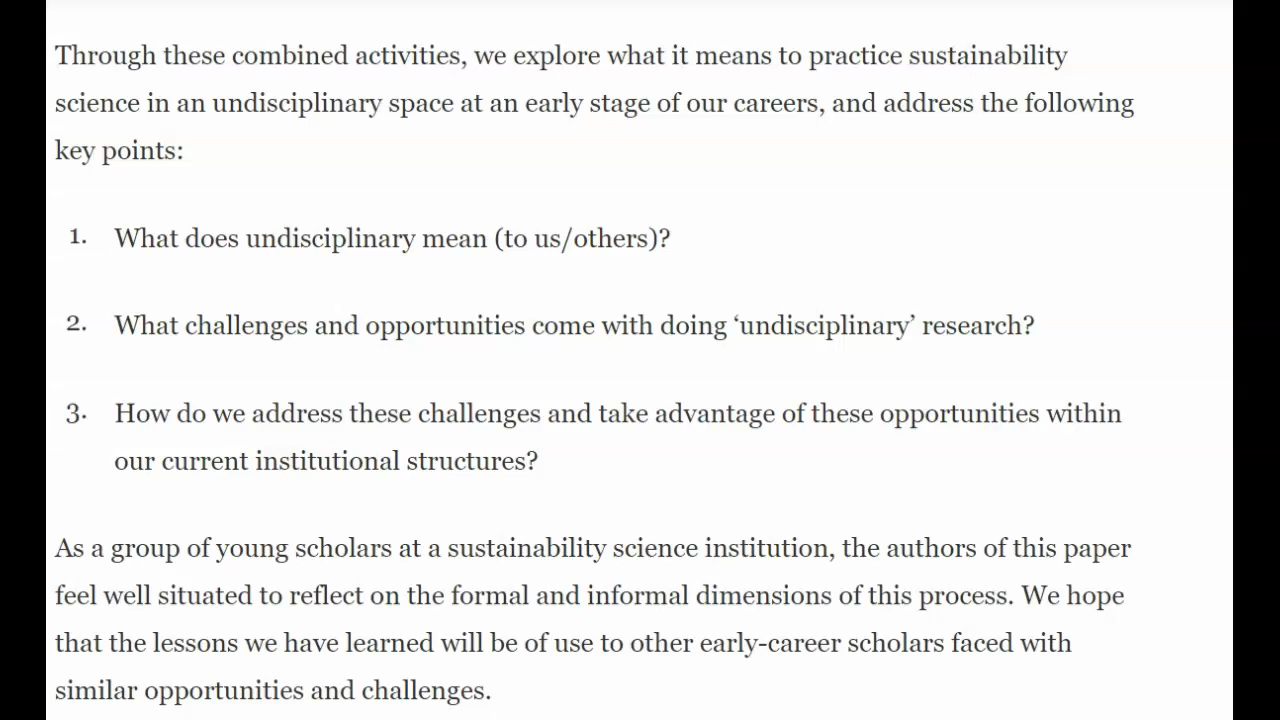 Through these combined activities, we explore what it means to practice sustainability
science in an undisciplinary space at an early stage of our careers, and address the following
key points:
1. What does undisciplinary mean (to us/others)?
2. What challenges and opportunities come with doing ‘undisciplinary’ research?
3. How do we address these challenges and take advantage of these opportunities within
our current institutional structures?
As a group of young scholars at a sustainability science institution, the authors of this paper
feel well situated to reflect on the formal and informal dimensions of this process. We hope
that the lessons we have learned will be of use to other early-career scholars faced with
similar opportunities and challenges.